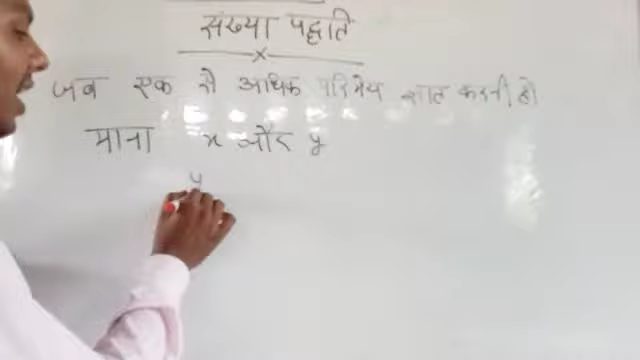 संख्या पद्धति
x
जब एक से अधिक परिमेय ज्ञात करनी हो
माना x और y
y